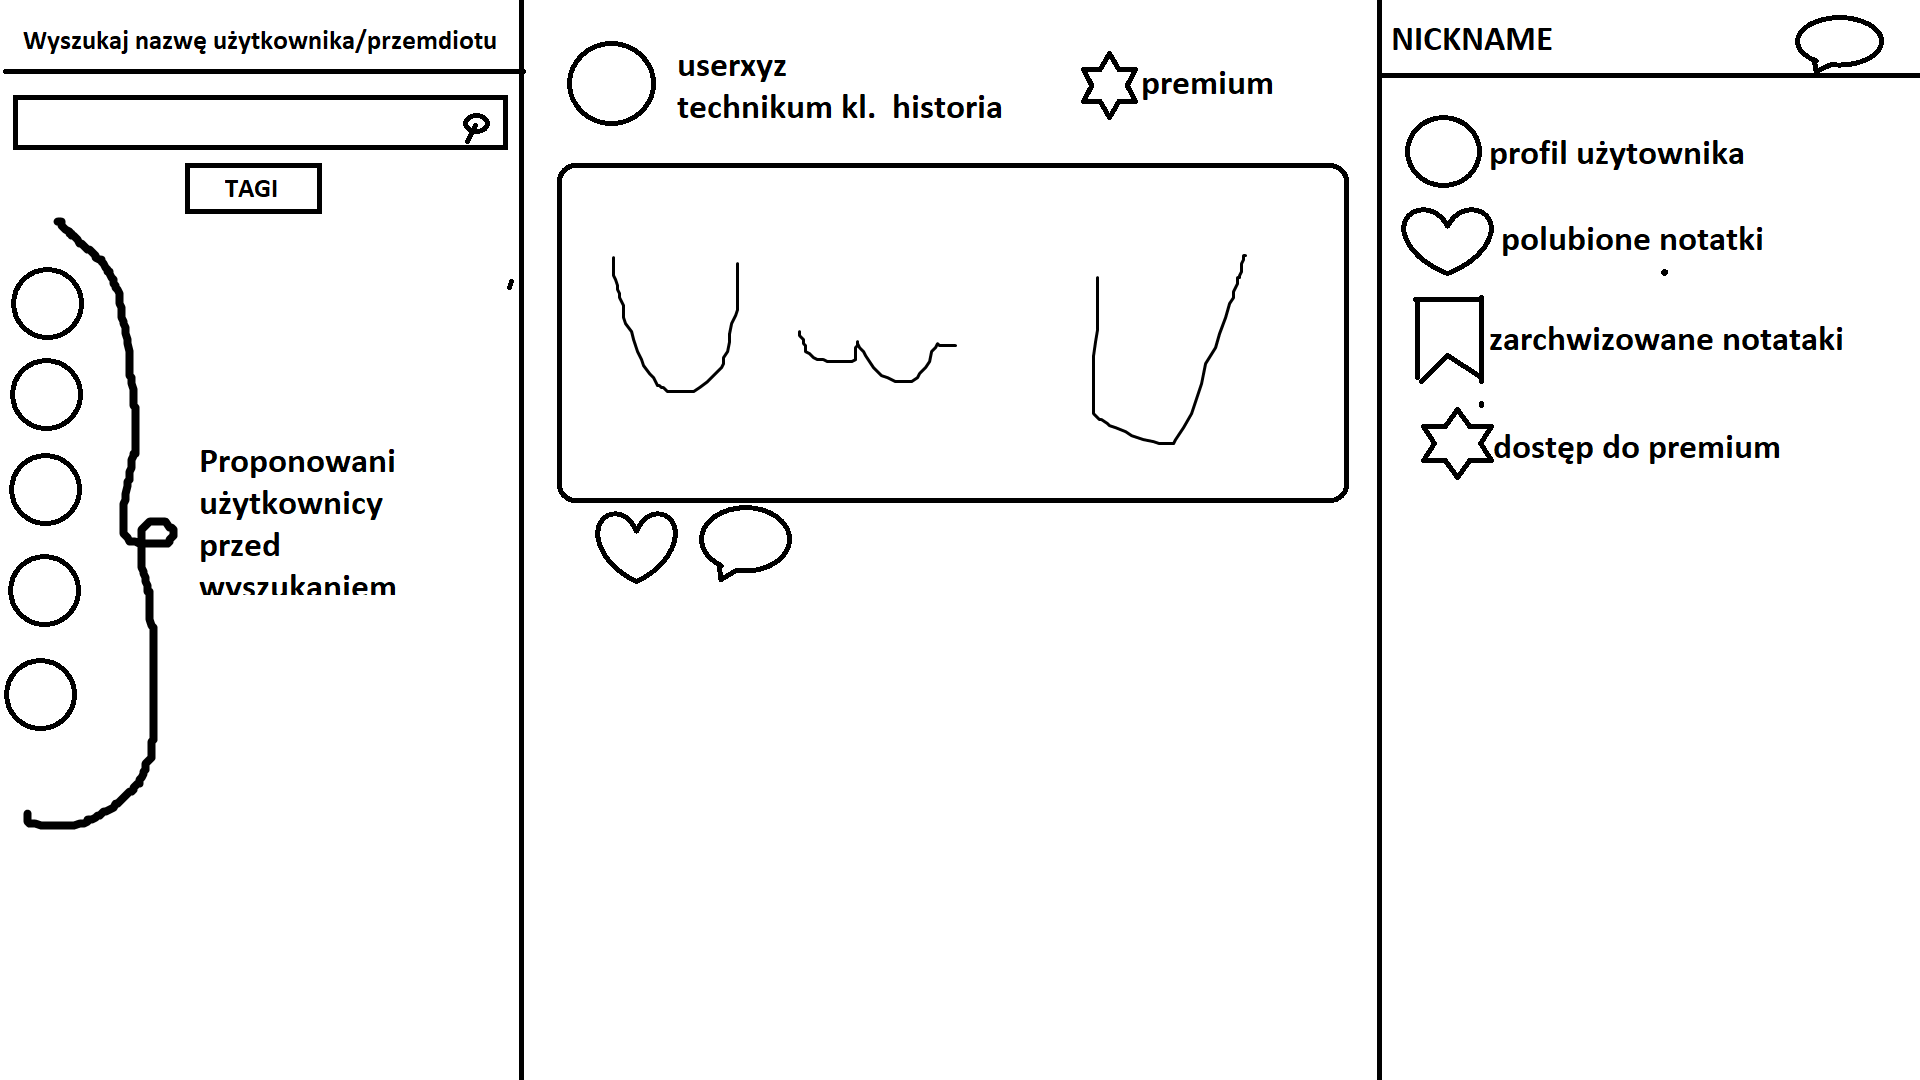 Wyszukaj nazwę użytkownika/przemdiotu
TAGI
Proponowani
użytkownicy
przed
wyszukaniem
userxyz
technikum kl.  historia
premium
NICKNAME
profil użytownika
polubione notatki
zarchwizowane notataki
dostęp do premium